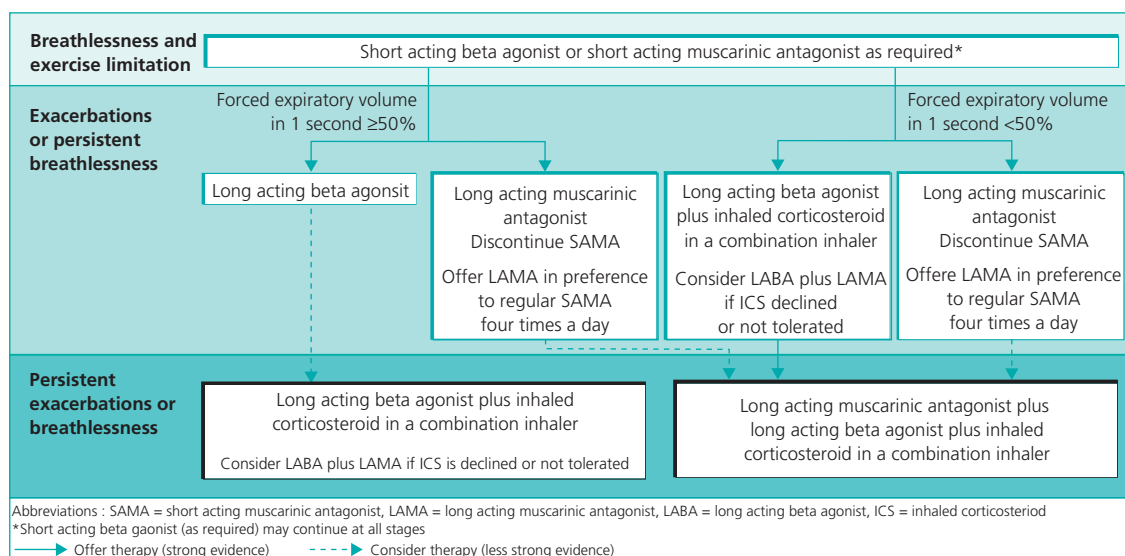 Breathlessness and
exercise limitation
Short acting beta agonist or short acting muscarinic antagonist as required*
Exacerbations
or persistent
breathlessness
Forced expiratory volume
in 1 second ≥50%
Forced expiratory volume
in 1 second <50%
Long acting beta agonsit
Long acting muscarinic
antagonist
Discontinue SAMA
Offer LAMA in preference
to regular SAMA
four times a day
Long acting beta agonist
plus inhaled corticosteroid
in a combination inhaler
Consider LABA plus LAMA
if ICS declined
or not tolerated
Long acting muscarinic
antagonist
Discontinue SAMA
Offere LAMA in preference
to regular SAMA
four times a day
Persistent
exacerbations or
breathlessness
Long acting beta agonist plus inhaled
corticosteroid in a combination inhaler
Consider LABA plus LAMA if ICS is declined or not tolerated
Long acting muscarinic antagonist plus
long acting beta agonist plus inhaled
corticosteroid in a combination inhaler
Abbreviations : SAMA = short acting muscarinic antagonist, LAMA = long acting muscarinic antagonist, LABA = long acting beta agonist, ICS = inhaled corticosteriod
*Short acting beta gaonist (as required) may continue at all stages
Offer therapy (strong evidence) Consider therapy (less strong evidence)